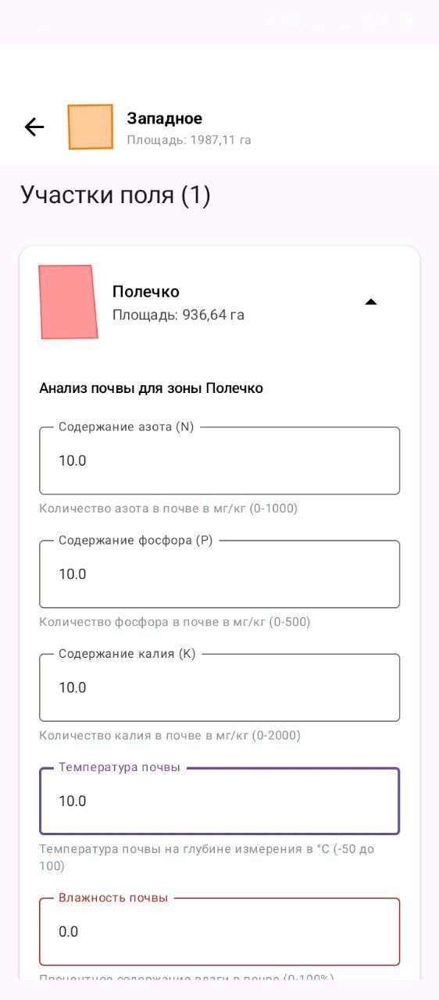 Западное
Площадь: 1987,11 га
Участки поля (1)
Полечко
Площадь: 936,64 га
Анализ почвы для зоны Полечко
Содержание азота (N)
10.0
Количество азота в почве в мг/кг (0-1000)
Содержание фосфора (P)
10.0
Количество фосфора в почве в мг/кг (0-500)
Содержание калия (K)
10.0
Количество калия в почве в мг/кг (0-2000)
Температура почвы
10.0
Температура почвы на глубине измерения в °C (-50 до
100)
Влажность почвы
0.0
Процентное содержание влаги в почве (0-100%)